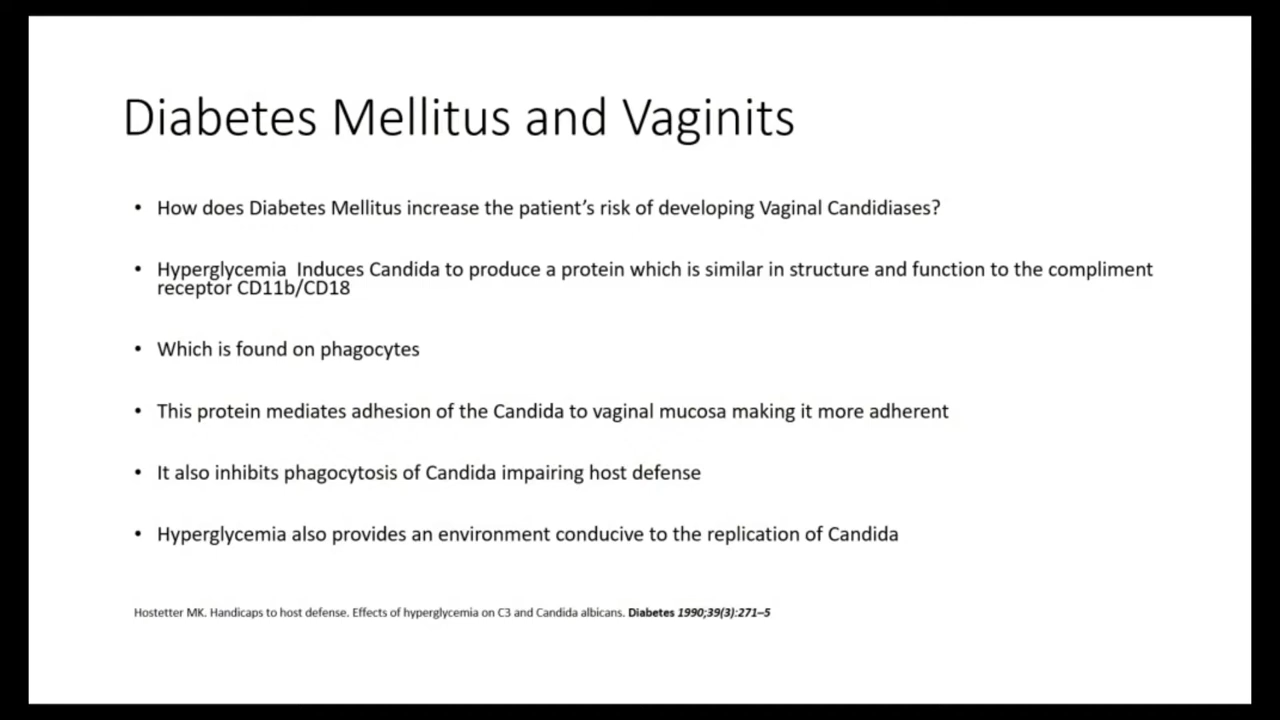 Diabetes Mellitus and Vaginits
• How does Diabetes Mellitus increase the patient's risk of developing Vaginal Candidiases?
• Hyperglycemia  Induces Candida to produce a protein which is similar in structure and function to the compliment
receptor CD11b/CD18
• Which is found on phagocytes
• This protein mediates adhesion of the Candida to vaginal mucosa making it more adherent
• It also inhibits phagocytosis of Candida impairing host defense
• Hyperglycemia also provides an environment conducive to the replication of Candida
Hostetter MK. Handicaps to host defense. Effects of hyperglycemia on C3 and Candida albicans. Diabetes 1990;39(3):271–5